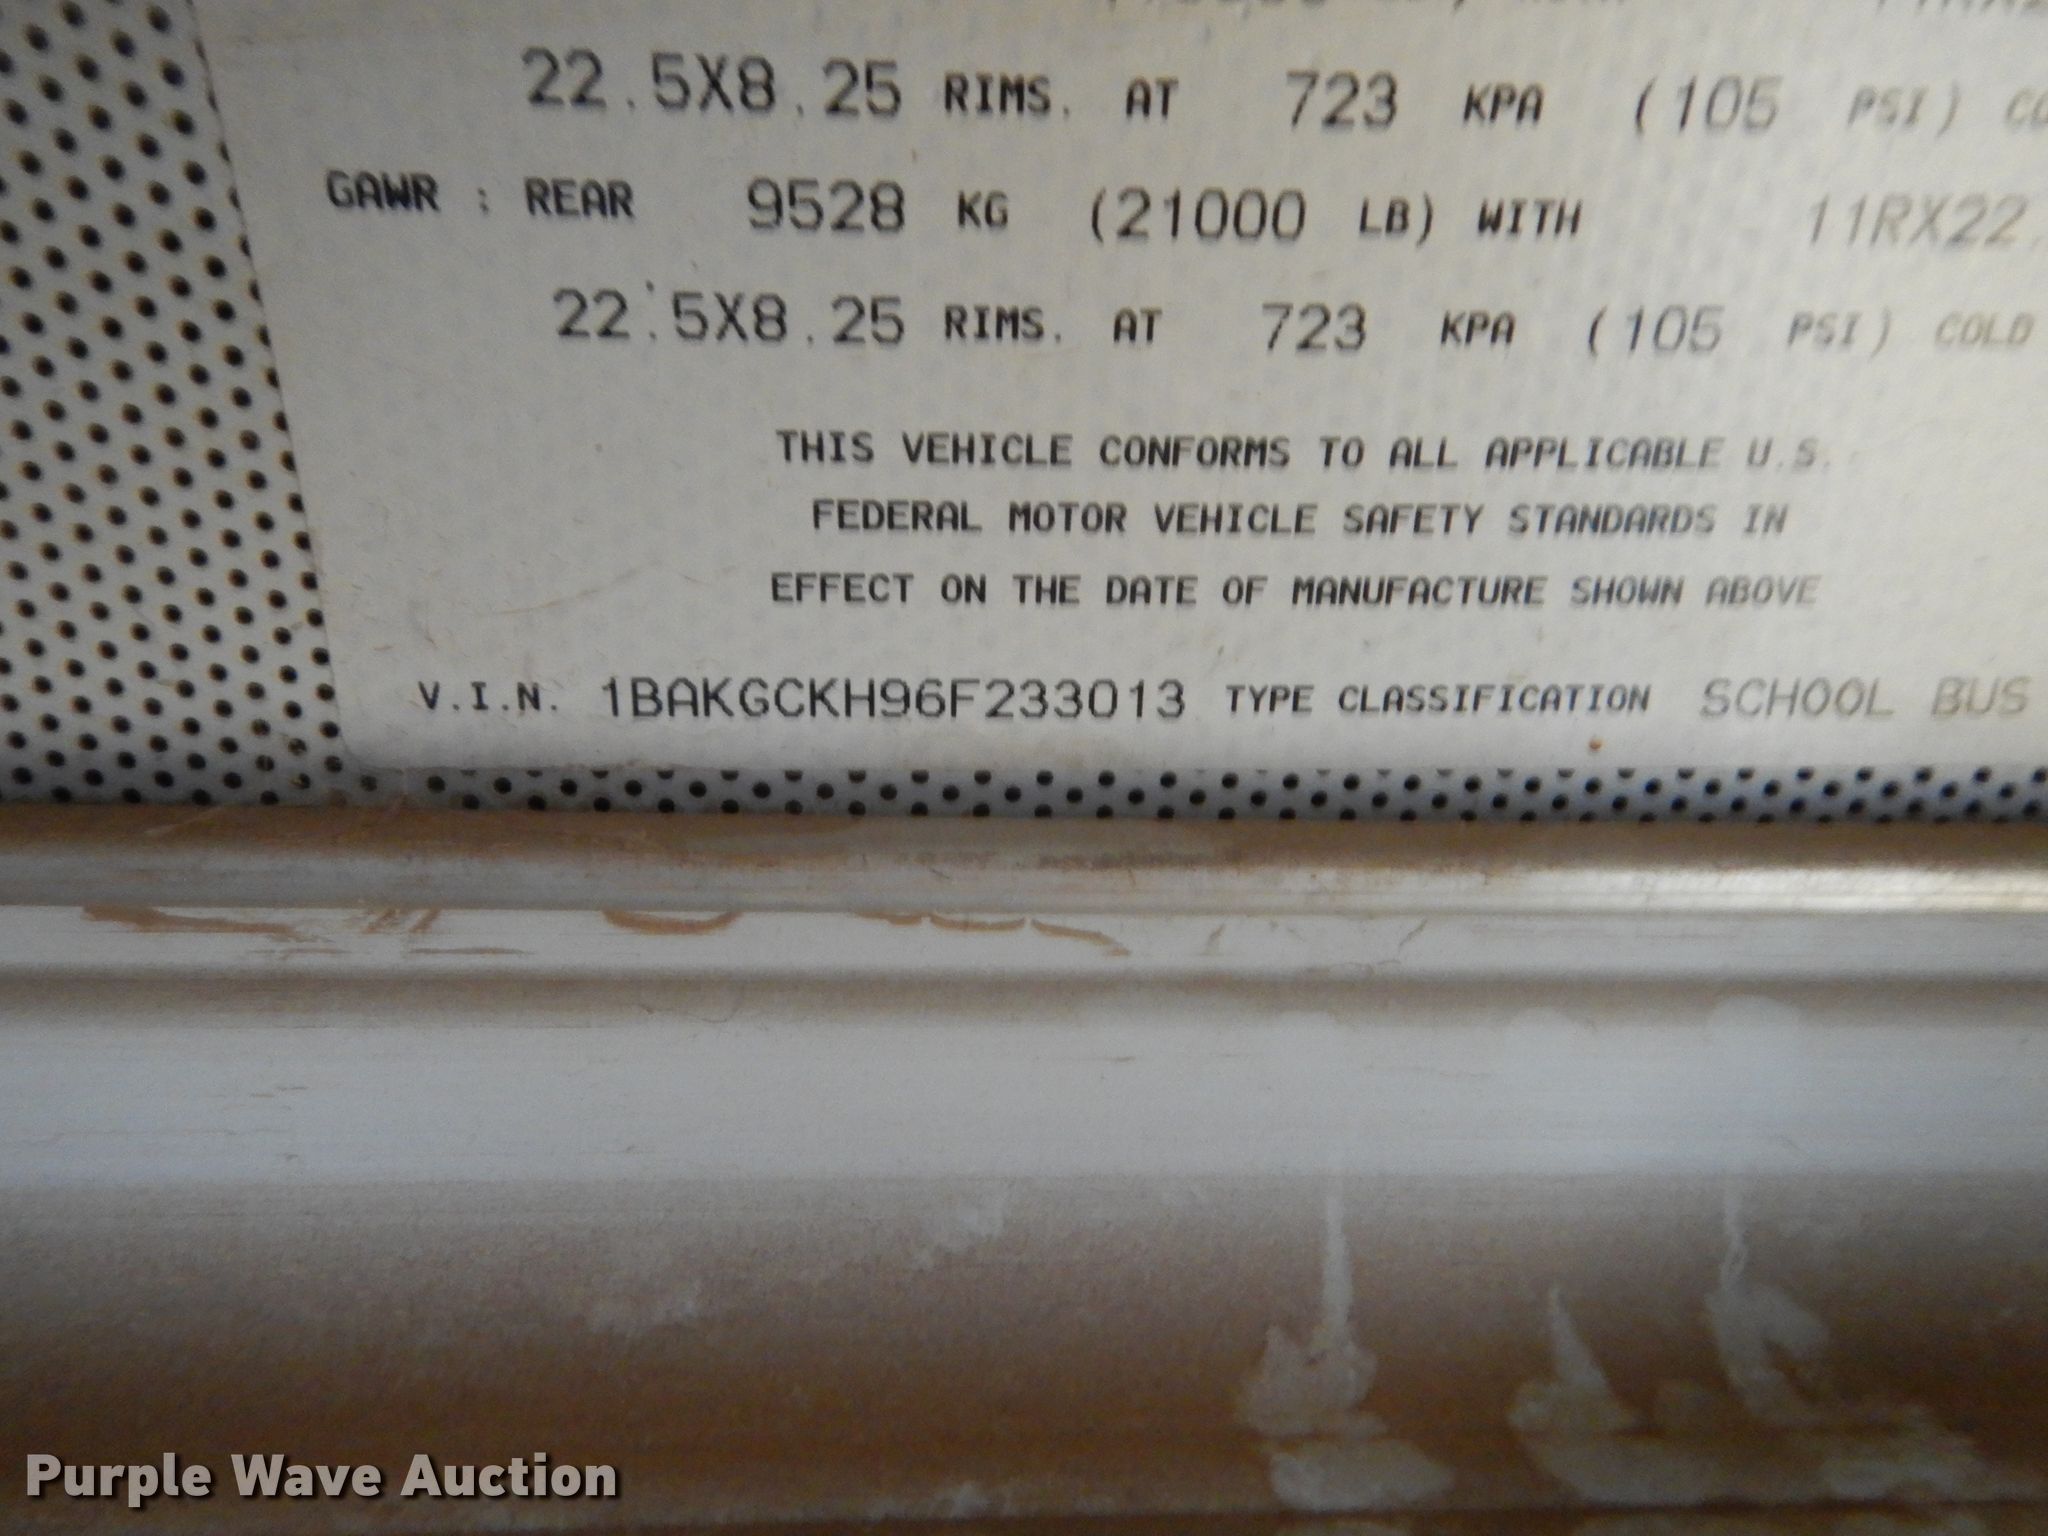 22.5X8.25 RIMS. AT 723 KPA (105 PSI) CO
GAWR : REAR 9528 KG (21000 LB) WITH 11RX22.
22.5X8.25 RIMS. AT 723 KPA (105 PSI) COLD
THIS VEHICLE CONFORMS TO ALL APPLICABLE U.S.
FEDERAL MOTOR VEHICLE SAFETY STANDARDS IN
EFFECT ON THE DATE OF MANUFACTURE SHOWN ABOVE
V.I.N. 1BAKGCKH96F233013 TYPE CLASSIFICATION SCHOOL BUS
Purple Wave Auction